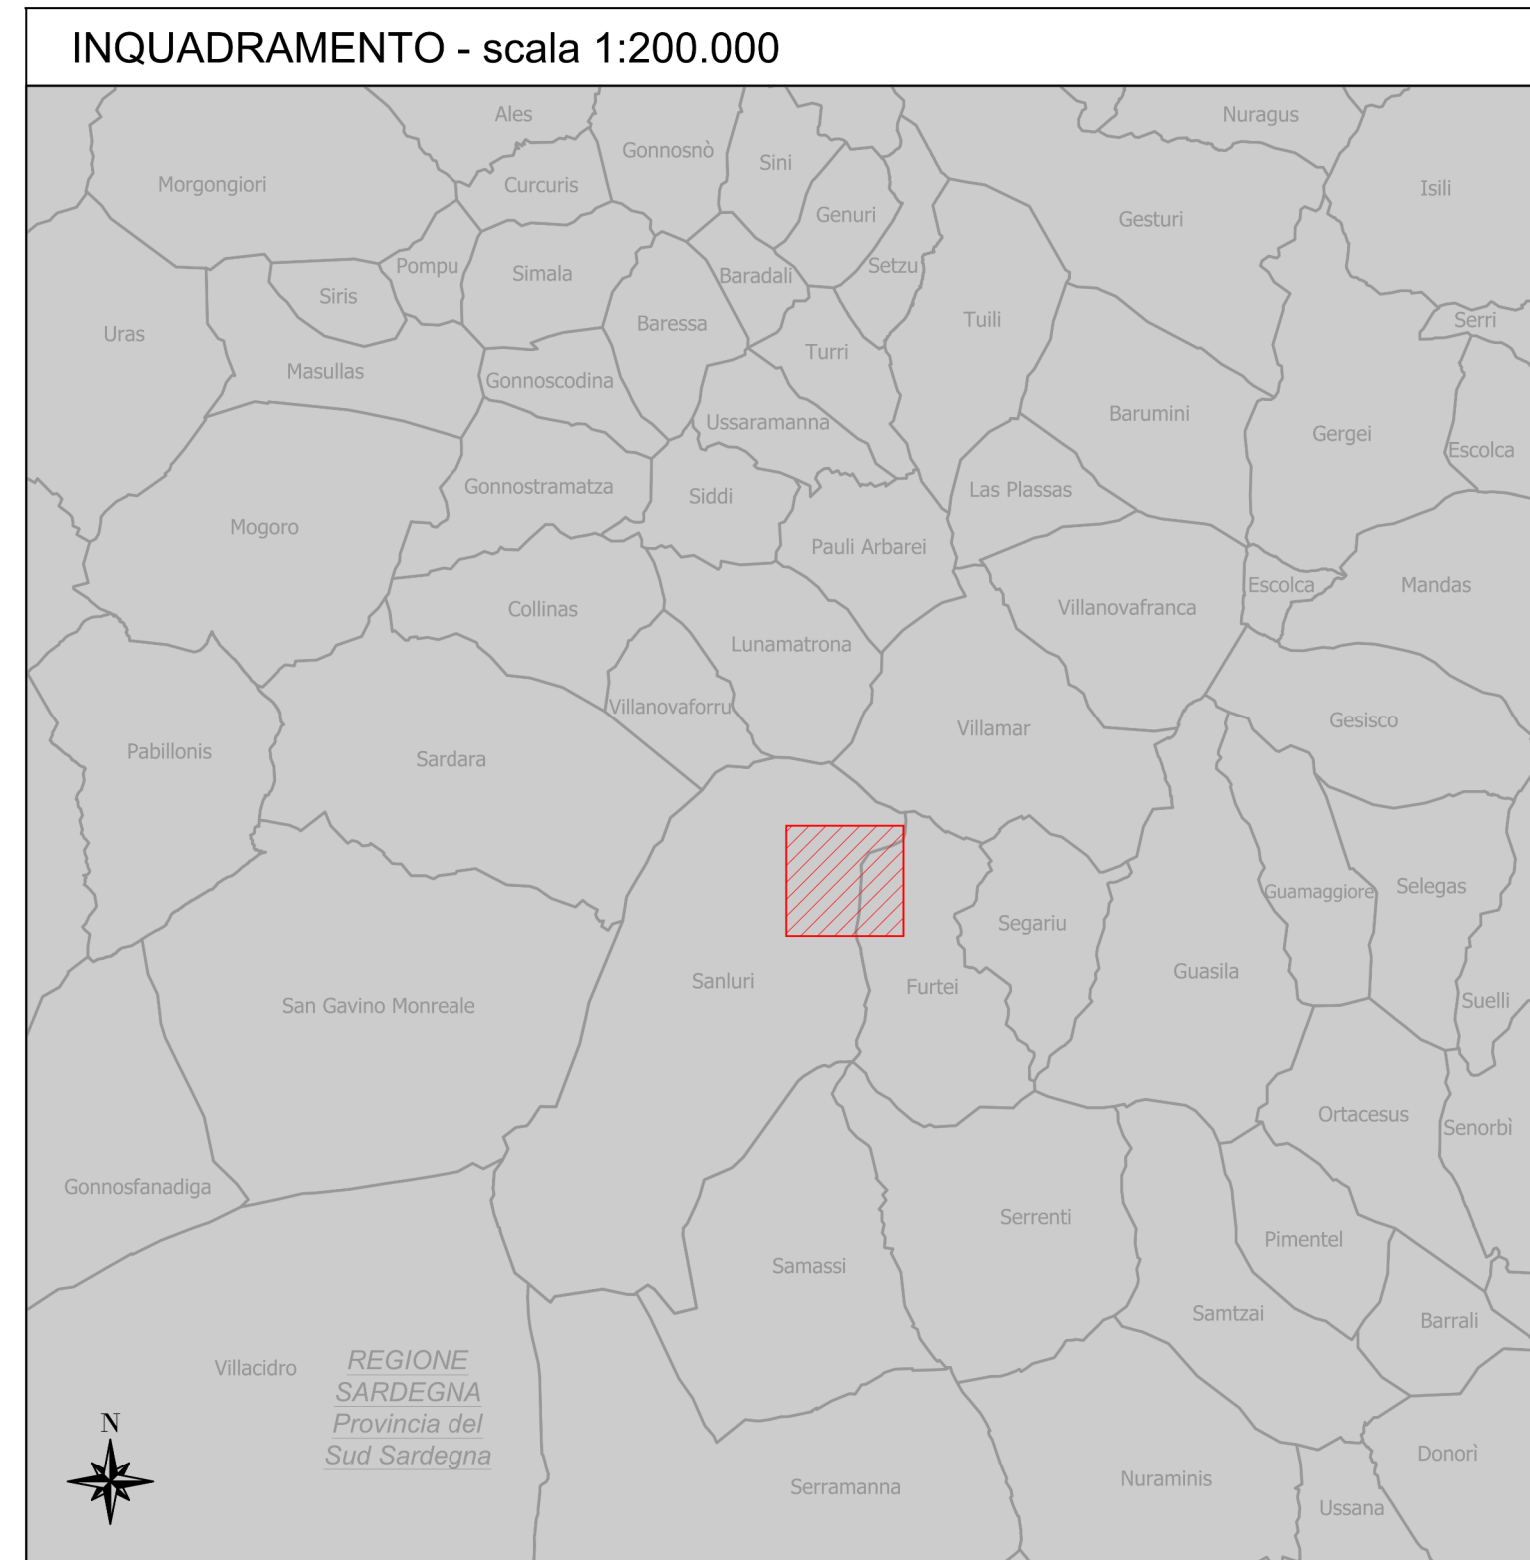 INQUADRAMENTO - scala 1:200.000
Ales
Nuragus
Gonnosnò
Sini
Morgongiori
Curcuris
Isili
Genuri
Gesturi
Pompu
Simala
Baradali
Setzu
Siris
Uras
Baressa
Tuili
Serri
Turri
Masullas
Gonnoscodina
Barumini
Ussaramanna
Gergei
Escolca
Gonnostramatza
Siddi
Las Plassas
Mogoro
Pauli Arbarei
Escolca
Mandas
Collinas
Villanovafranca
Lunamatrona
Villanovaforru
Gesisco
Villamar
Pabillonis
Sardara
Guamaggiore
Selegas
Segariu
Guasila
Sanluri
Furtei
San Gavino Monreale
Suelli
Ortacesus
Senorbì
Gonnosfanadiga
Serrenti
Pimentel
Samassi
Samtzai
Barrali
Villacidro
REGIONE
SARDEGNA
Provincia del
Sud Sardegna
N
Donorì
Nuraminis
Serramanna
Ussana